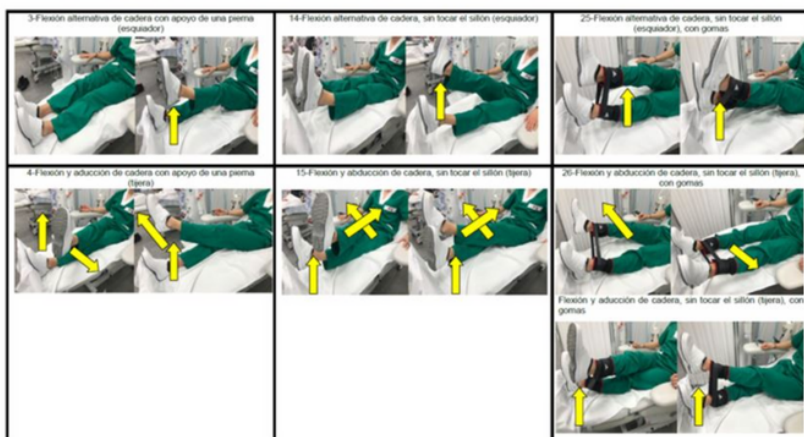 3-Flexión alternativa de cadera con apoyo de una pierna
(esquiador)
14-Flexión alternativa de cadera, sin tocar el sillón (esquiador)
25-Flexión alternativa de cadera, sin tocar el sillón
(esquiador), con gomas
4-Flexión y aducción de cadera con apoyo de una pierna
(tijera)
15-Flexión y abducción de cadera, sin tocar el sillón (tijera)
26-Flexión y abducción de cadera, sin tocar el sillón (tijera),
con gomas
Flexión y aducción de cadera, sin tocar el sillón (tijera), con
gomas